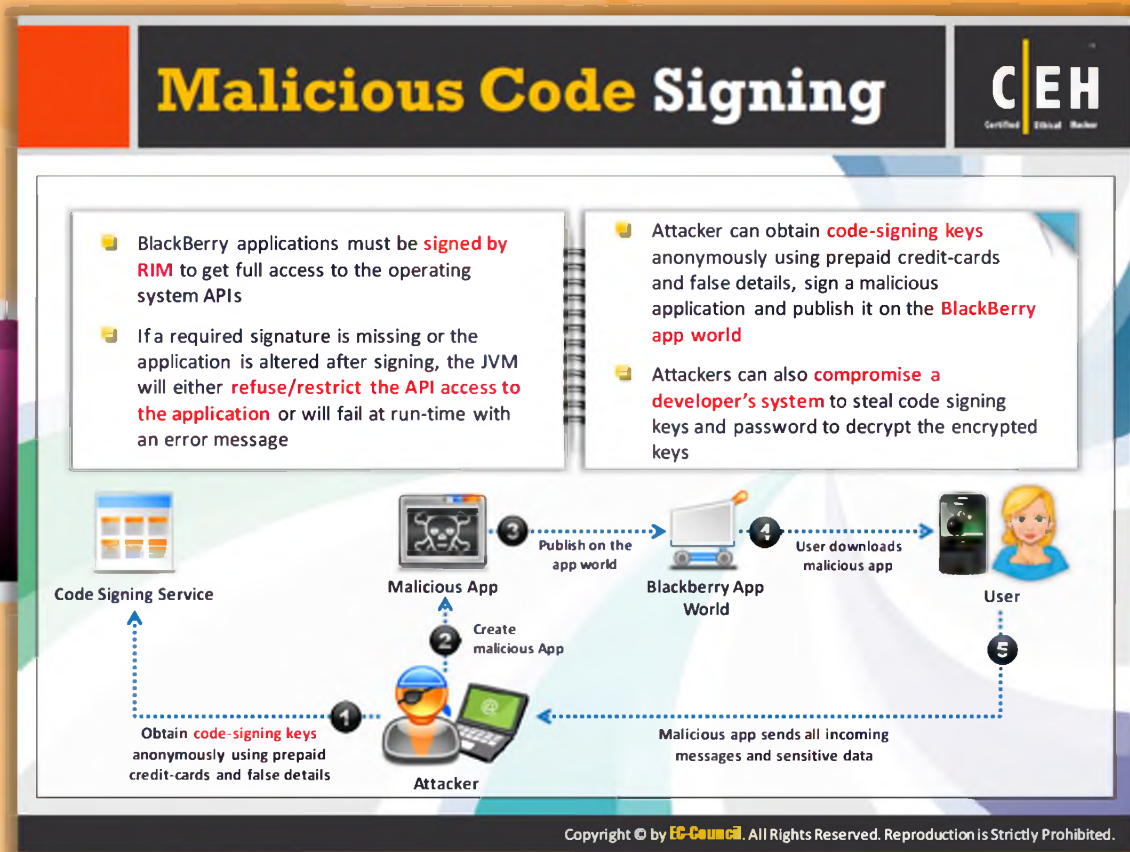 Malicious Code Signing
CEH
Certified Ethical Hacker
BlackBerry applications must be signed by
RIM to get full access to the operating
system APIs
If a required signature is missing or the
application is altered after signing, the JVM
will either refuse/restrict the API access to
the application or will fail at run-time with
an error message
Attacker can obtain code-signing keys
anonymously using prepaid credit-cards
and false details, sign a malicious
application and publish it on the BlackBerry
app world
Attackers can also compromise a
developer's system to steal code signing
keys and password to decrypt the encrypted
keys
Code Signing Service
Malicious App
3
Publish on the
app world
Blackberry App
World
4
User downloads
malicious app
User
2
Create
malicious App
5
1
Obtain code-signing keys
anonymously using prepaid
credit-cards and false details
@
Attacker
Malicious app sends all incoming
messages and sensitive data
Copyright © by EC-Council. All Rights Reserved. Reproduction is Strictly Prohibited.